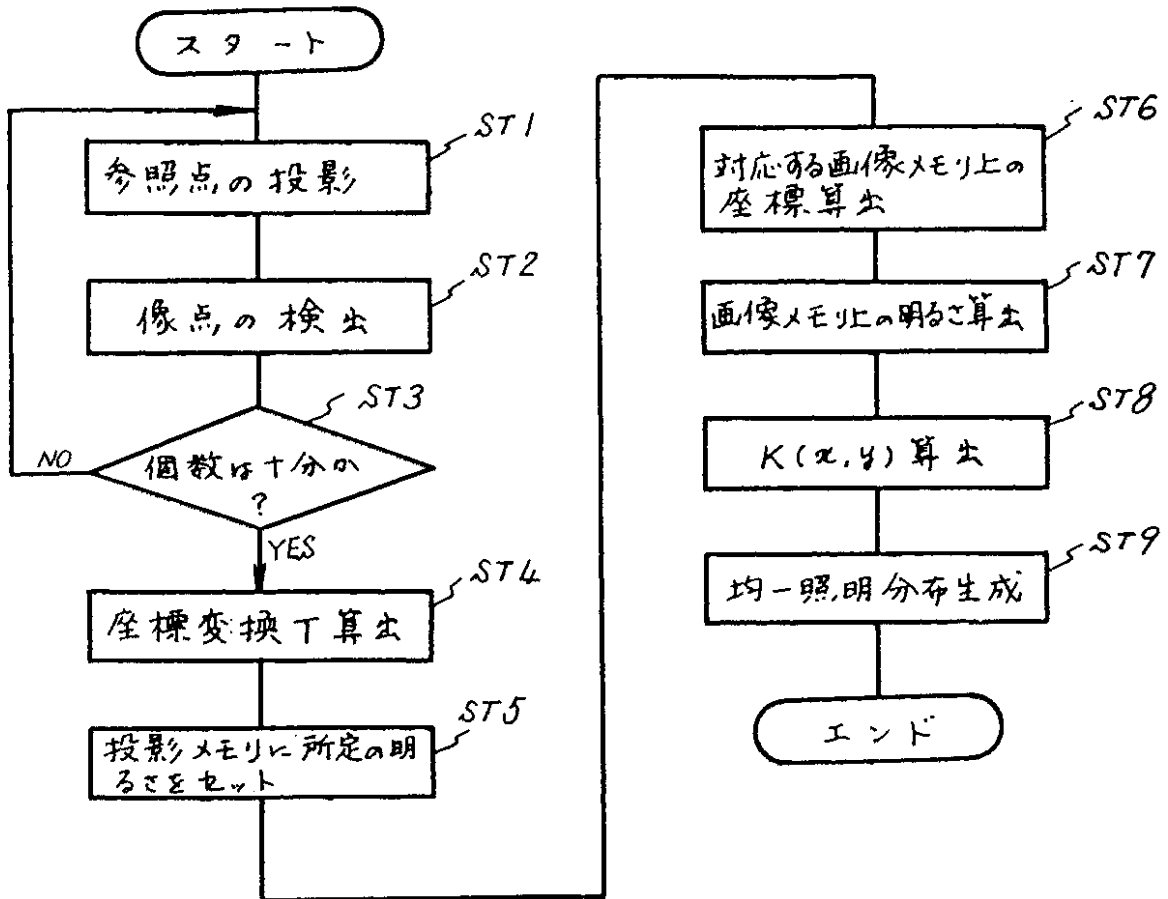 スタート
ST1
参照点の投影
ST2
像点の検出
ST3
個数は十分か
?
NO
YES
ST4
座標変換T算出
ST5
投影メモリに所定の明
るさをセット
ST6
対応する画像メモリ上の
座標算出
ST7
画像メモリ上の明るさ算出
ST8
K(x,y)算出
ST9
均一照明分布生成
エンド